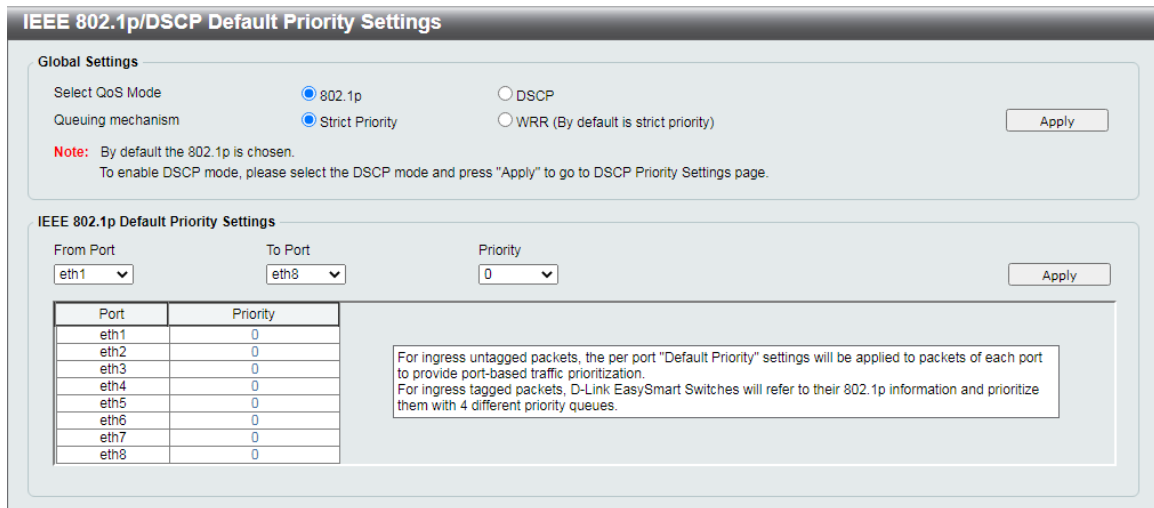 IEEE 802.1p/DSCP Default Priority Settings
Global Settings
Select QoS Mode 802.1p DSCP
Queuing mechanism Strict Priority WRR (By default is strict priority) Apply
Note: By default the 802.1p is chosen.
To enable DSCP mode, please select the DSCP mode and press "Apply" to go to DSCP Priority Settings page.
IEEE 802.1p Default Priority Settings
From Port To Port Priority
eth1 eth8 0 Apply
Port Priority
eth1 0
eth2 0
eth3 0
eth4 0
eth5 0
eth6 0
eth7 0
eth8 0
For ingress untagged packets, the per port "Default Priority" settings will be applied to packets of each port
to provide port-based traffic prioritization.
For ingress tagged packets, D-Link EasySmart Switches will refer to their 802.1p information and prioritize
them with 4 different priority queues.